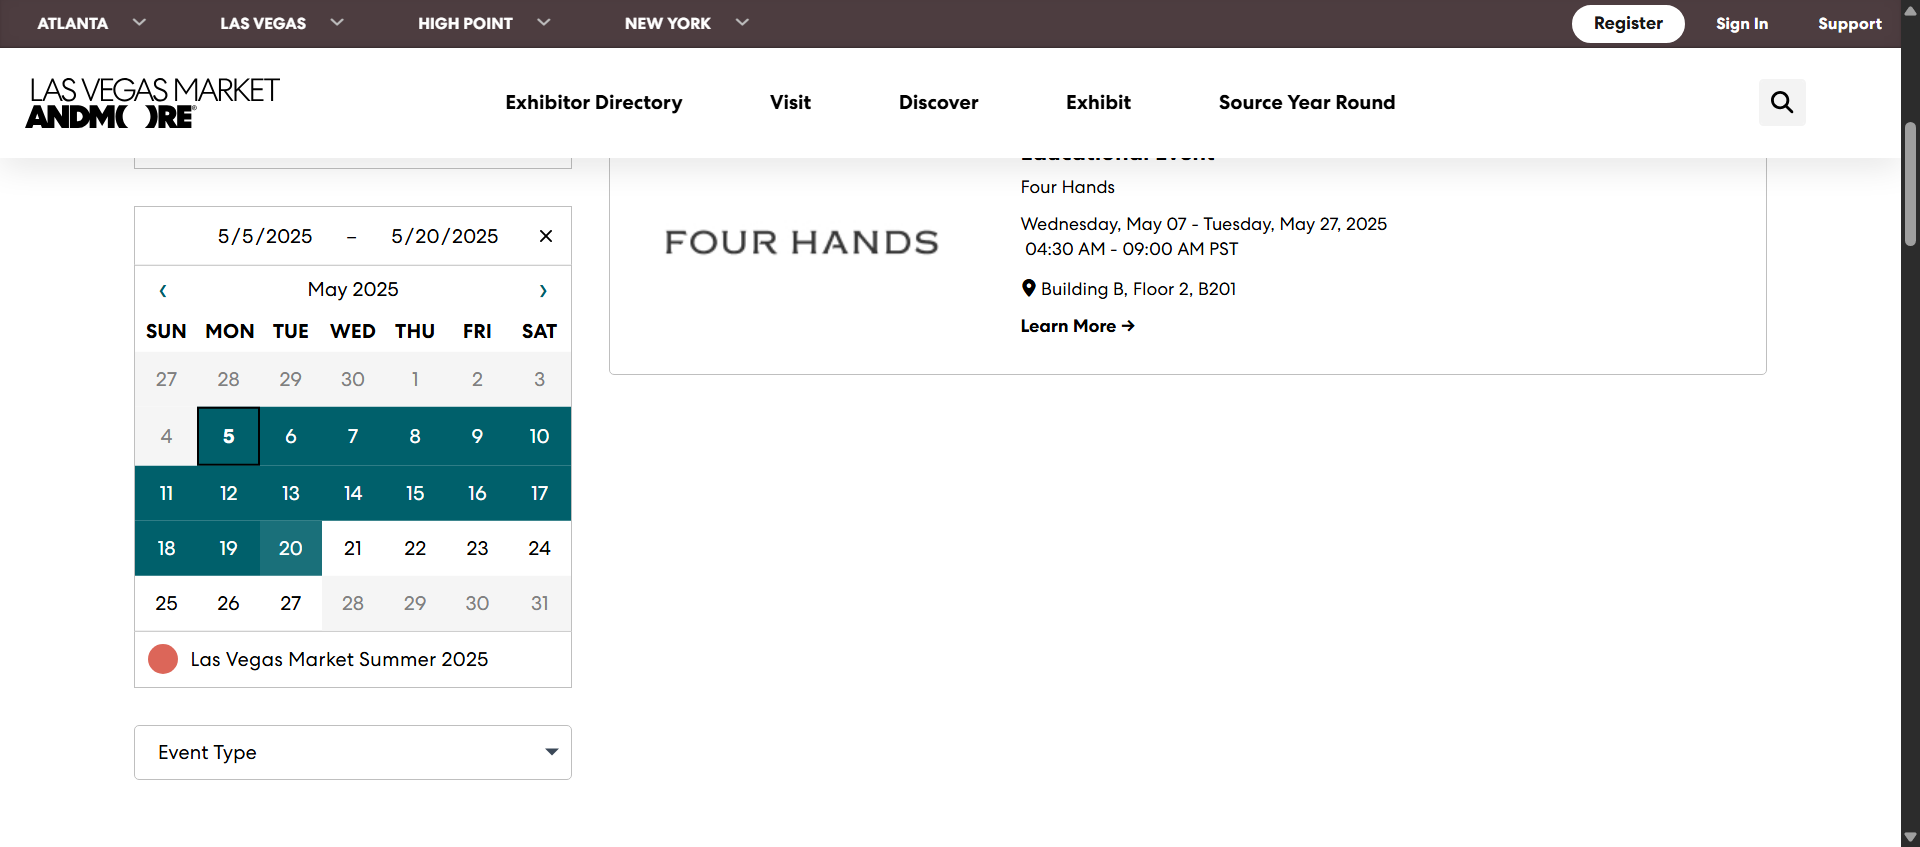 ATLANTA LAS VEGAS HIGH POINT NEW YORK Register Sign In Support
LAS VEGAS MARKET
ANDMORE®
Exhibitor Directory Visit Discover Exhibit Source Year Round
5/5/2025 – 5/20/2025 ×
‹ May 2025 ›
SUN MON TUE WED THU FRI SAT
27 28 29 30 1 2 3
4 5 6 7 8 9 10
11 12 13 14 15 16 17
18 19 20 21 22 23 24
25 26 27 28 29 30 31
Las Vegas Market Summer 2025
Event Type
FOUR HANDS
Educational Event
Four Hands
Wednesday, May 07 - Tuesday, May 27, 2025
04:30 AM - 09:00 AM PST
Building B, Floor 2, B201
Learn More →